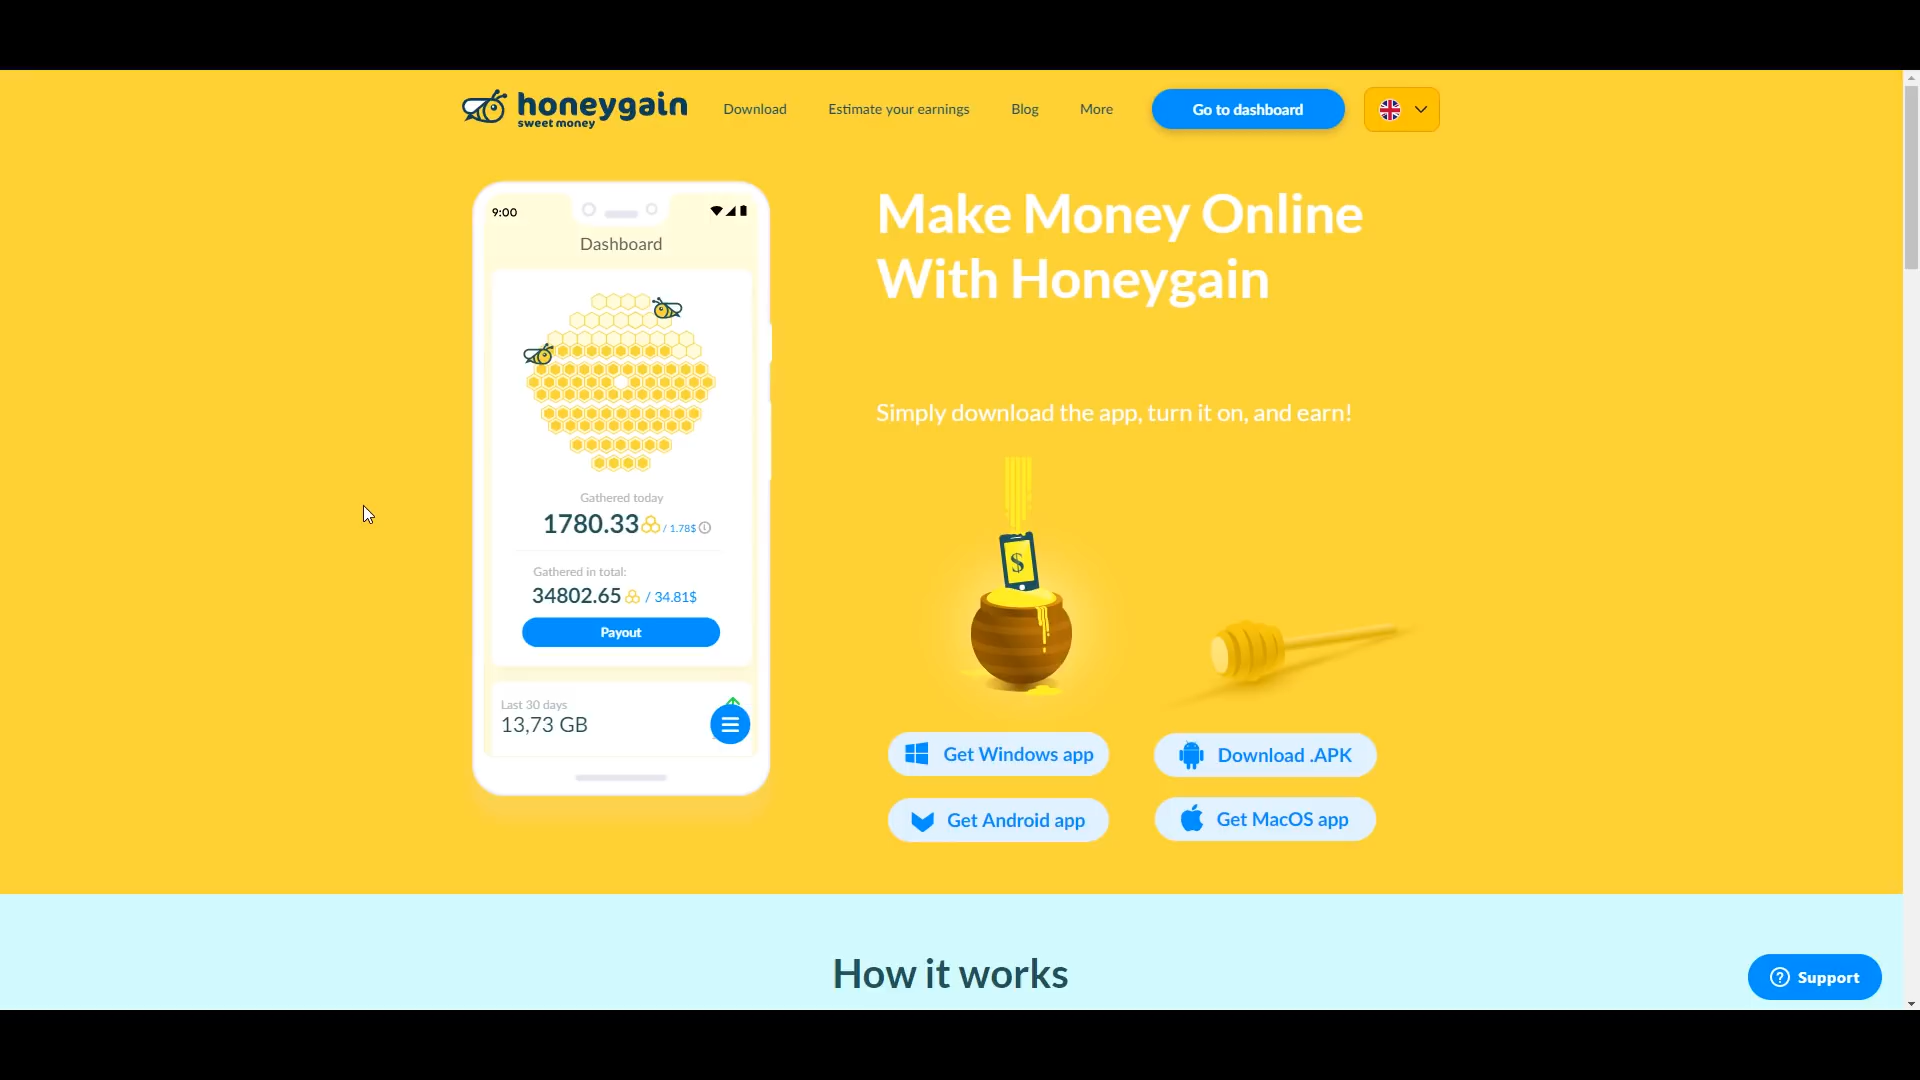 honeygain
sweet money
Download
Estimate your earnings
Blog
More
Go to dashboard
9:00
Dashboard
Gathered today
1780.33 / 1.78$
Gathered in total:
34802.65 / 34.81$
Payout
Last 30 days
13,73 GB
Make Money Online
With Honeygain
Simply download the app, turn it on, and earn!
$
Get Windows app
Download .APK
Get Android app
Get MacOS app
How it works
Support